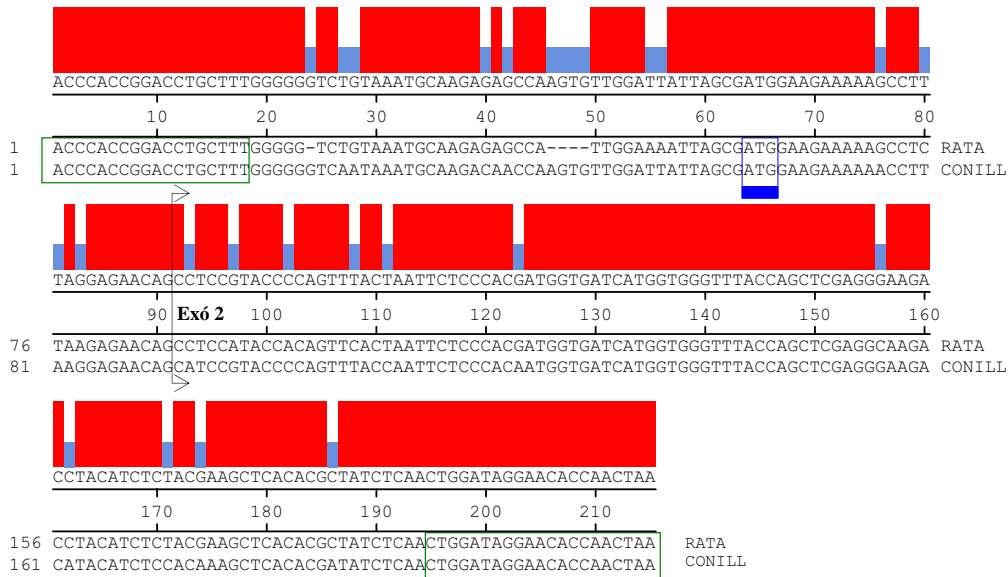 ACCCACCGGACCTGCTTTGGGGGGTCTGTAAATGCAAGAGAGCCAAGTGTTGGATTATTAGCGATGGAAGAAAAAGCCTT
10 20 30 40 50 60 70 80
1 ACCCACCGGACCTGCTTTGGGGG-TCTGTAAATGCAAGAGAGCCA----TTGGAAAATTAGCGATGGAAGAAAAAGCCTC RATA
1 ACCCACCGGACCTGCTTTGGGGGGTCAATAAATGCAAGACAACCAAGTGTTGGATTATTAGCGATGGAAGAAAAAACCTT CONILL
TAGGAGAACAGCCTCCGTACCCCAGTTTACTAATTCTCCCACGATGGTGATCATGGTGGGTTTACCAGCTCGAGGGAAGA
90 100 110 120 130 140 150 160
Exó 2
76 TAAGAGAACAGCCTCCATACCACAGTTCACTAATTCTCCCACGATGGTGATCATGGTGGGTTTACCAGCTCGAGGCAAGA RATA
81 AAGGAGAACAGCATCCGTACCCCAGTTTACCAATTCTCCCACAATGGTGATCATGGTGGGTTTACCAGCTCGAGGGAAGA CONILL
CCTACATCTCTACGAAGCTCACACGCTATCTCAACTGGATAGGAACACCAACTAA
170 180 190 200 210
156 CCTACATCTCTACGAAGCTCACACGCTATCTCAACTGGATAGGAACACCAACTAA RATA
161 CATACATCTCCACAAAGCTCACACGATATCTCAACTGGATAGGAACACCAACTAA CONILL